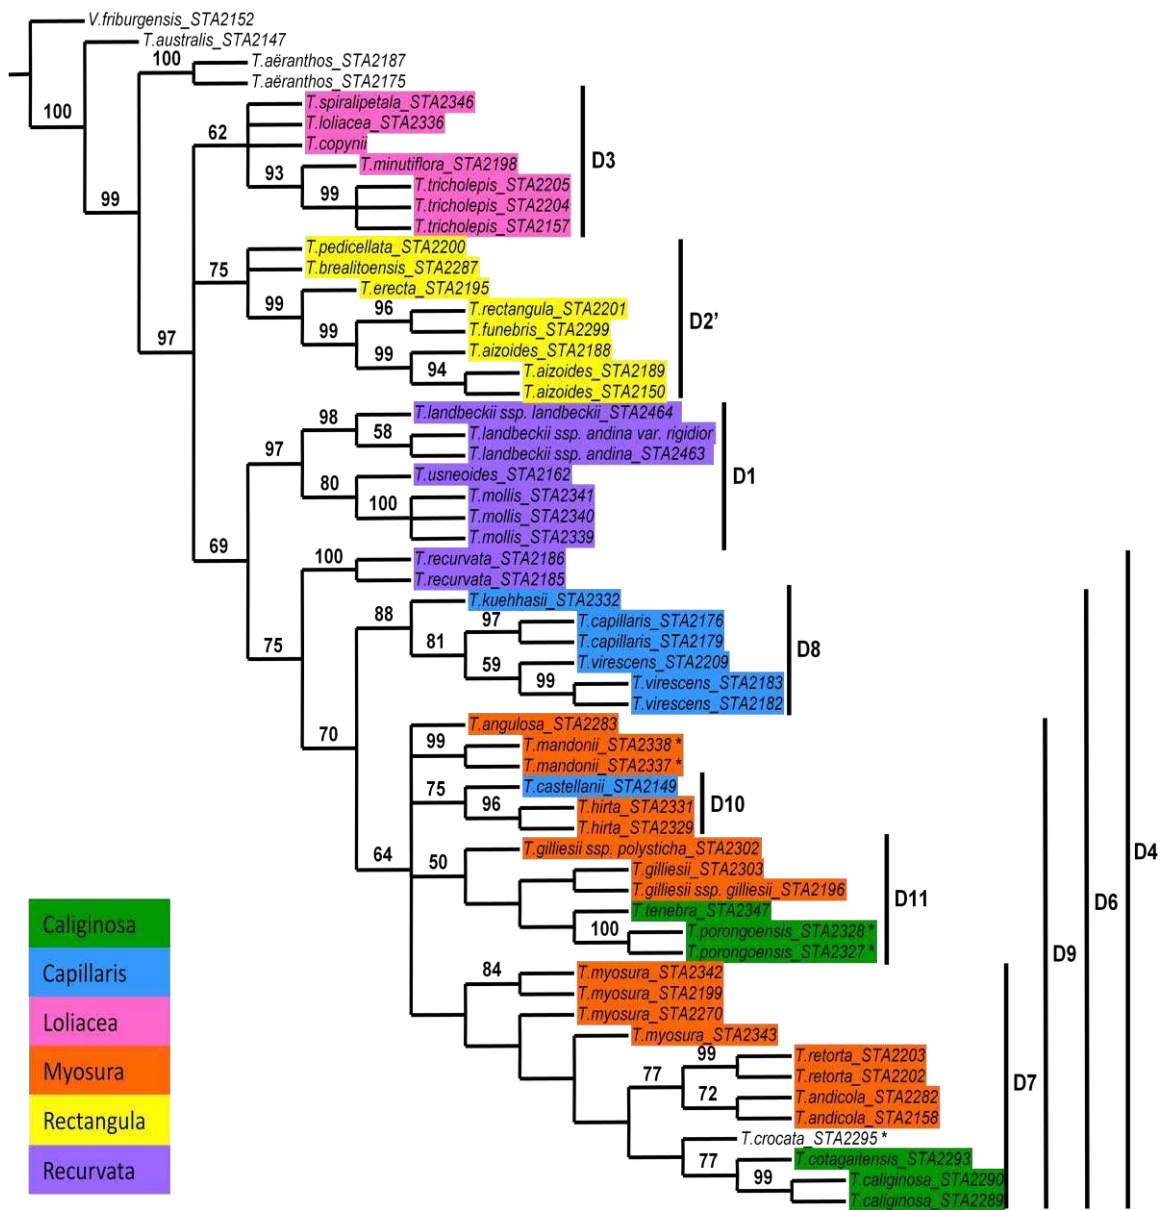 V.friburgensis_STA2152
T.australis_STA2147
100 T.aëranthos_STA2187
T.aëranthos_STA2175
100
T.spiralipetala_STA2346
T.loliacea_STA2336
62
T.copynii
D3
T.minutiflora_STA2198
93
T.tricholepis_STA2205
99
99
T.tricholepis_STA2204
T.tricholepis_STA2157
T.pedicellata_STA2200
75
T.brealitoensis_STA2287
T.erecta_STA2195
99
96
T.rectangula_STA2201
D2’
T.funebris_STA2299
99
97
T.aizoides_STA2188
99
94
T.aizoides_STA2189
T.aizoides_STA2150
98
T.landbeckii ssp. landbeckii_STA2464
58
T.landbeckii ssp. andina var. rigidior
97
T.landbeckii ssp. andina_STA2463
D1
T.usneoides_STA2162
80
T.mollis_STA2341
100
T.mollis_STA2340
T.mollis_STA2339
69
100
T.recurvata_STA2186
T.recurvata_STA2185
T.kuehhasii_STA2332
88
97
T.capillaris_STA2176
75
81
T.capillaris_STA2179
D8
59
T.virescens_STA2209
99
T.virescens_STA2183
T.virescens_STA2182
T.angulosa_STA2283
70
99
T.mandonii_STA2338 *
T.mandonii_STA2337 *
75
T.castellanii_STA2149
96
T.hirta_STA2331
D10
T.hirta_STA2329
64
50
T.gilliesii ssp. polysticha_STA2302
D4
T.gilliesii_STA2303
T.gilliesii ssp. gilliesii_STA2196
D11
T.tenebra_STA2347
D6
100
T.porongoensis_STA2328 *
T.porongoensis_STA2327 *
D9
84
T.myosura_STA2342
T.myosura_STA2199
T.myosura_STA2270
T.myosura_STA2343
99
T.retorta_STA2203
77
T.retorta_STA2202
D7
72
T.andicola_STA2282
T.andicola_STA2158
T.crocata_STA2295 *
77
T.cotagaitensis_STA2293
99
T.caliginosa_STA2290
T.caliginosa_STA2289
Caliginosa
Capillaris
Loliacea
Myosura
Rectangula
Recurvata